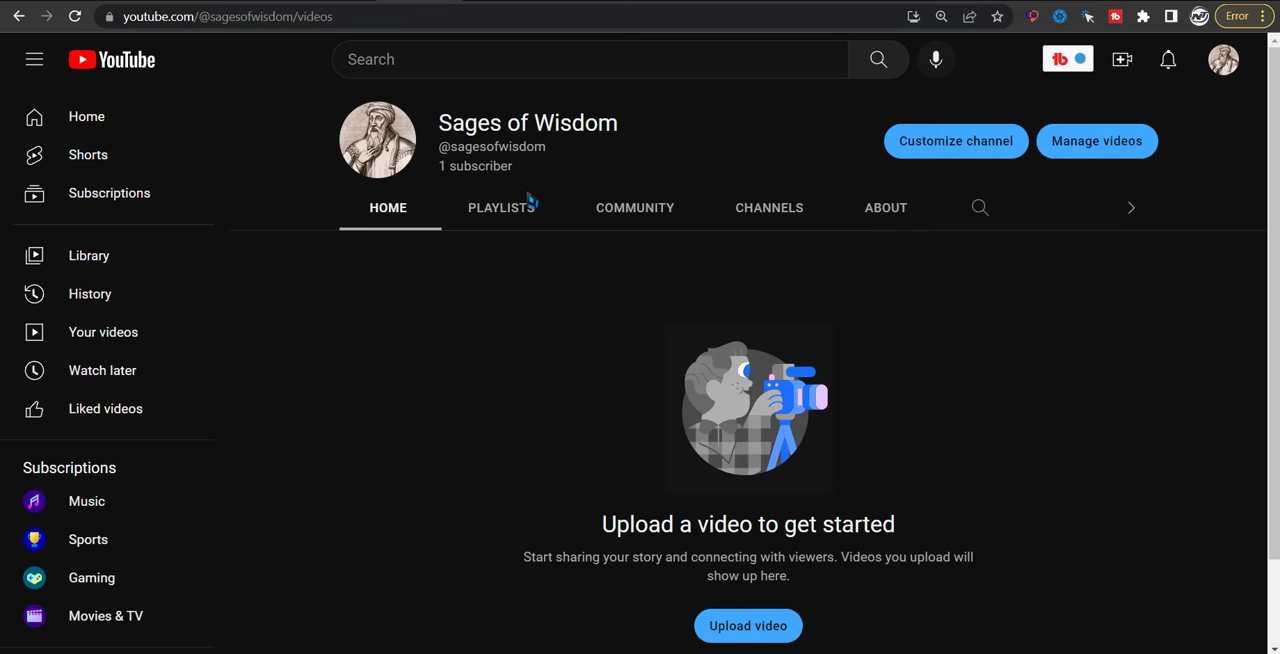 youtube.com/@sagesofwisdom/videos
Error
YouTube
Search
tb
Home
Shorts
Subscriptions
Library
History
Your videos
Watch later
Liked videos
Subscriptions
Music
Sports
Gaming
Movies & TV
Sages of Wisdom
@sagesofwisdom
1 subscriber
Customize channel
Manage videos
HOME PLAYLISTS COMMUNITY CHANNELS ABOUT
Upload a video to get started
Start sharing your story and connecting with viewers. Videos you upload will
show up here.
Upload video